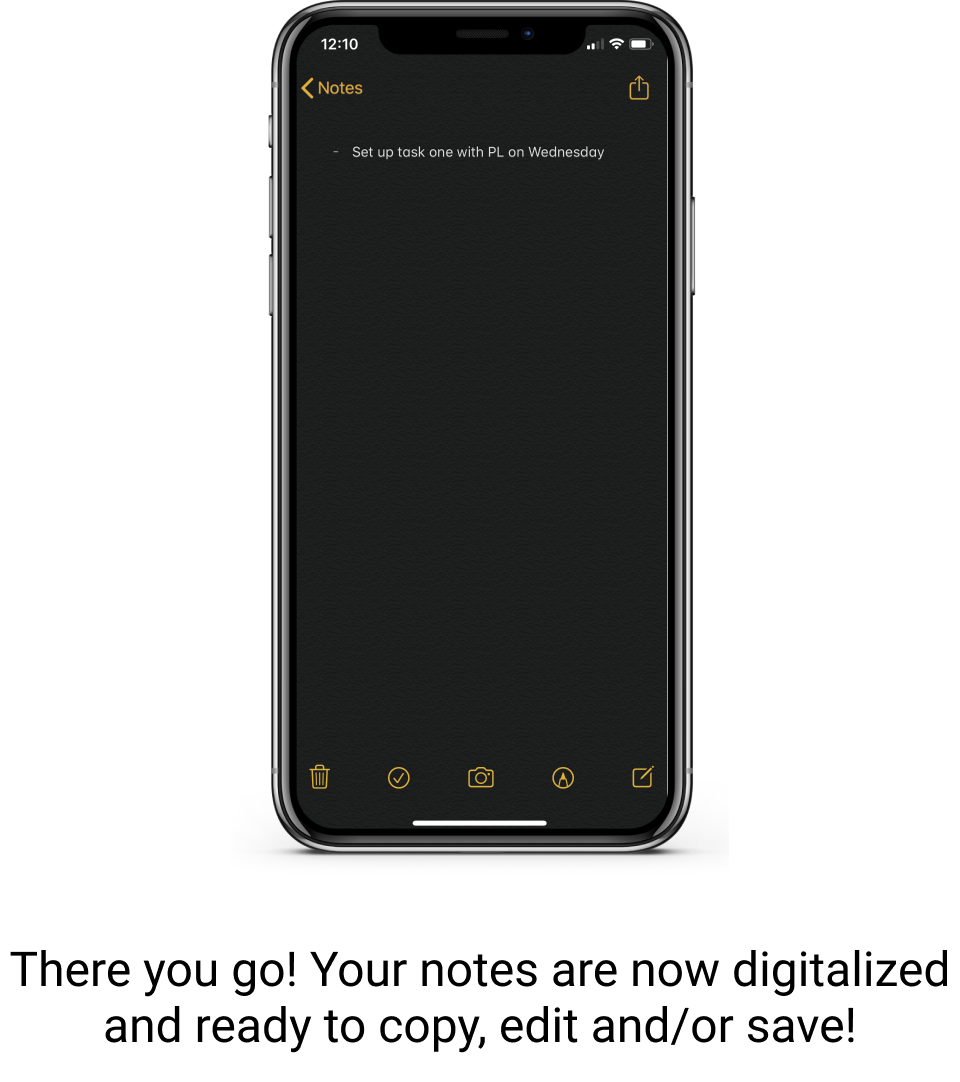 12:10
Notes
- Set up task one with PL on Wednesday
There you go! Your notes are now digitalized
and ready to copy, edit and/or save!